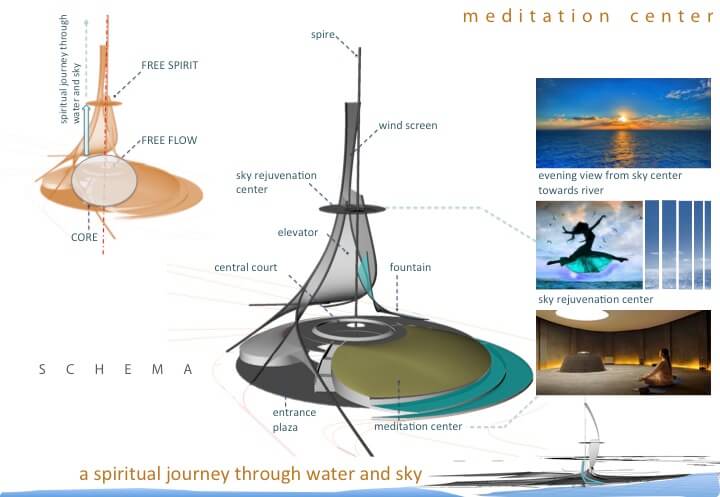 meditation center
spiritual journey through
water and sky
FREE SPIRIT
FREE FLOW
CORE
spire
wind screen
sky rejuvenation
center
elevator
central court
fountain
entrance
plaza
meditation center
evening view from sky center
towards river
sky rejuvenation center
SCHEMA
a spiritual journey through water and sky